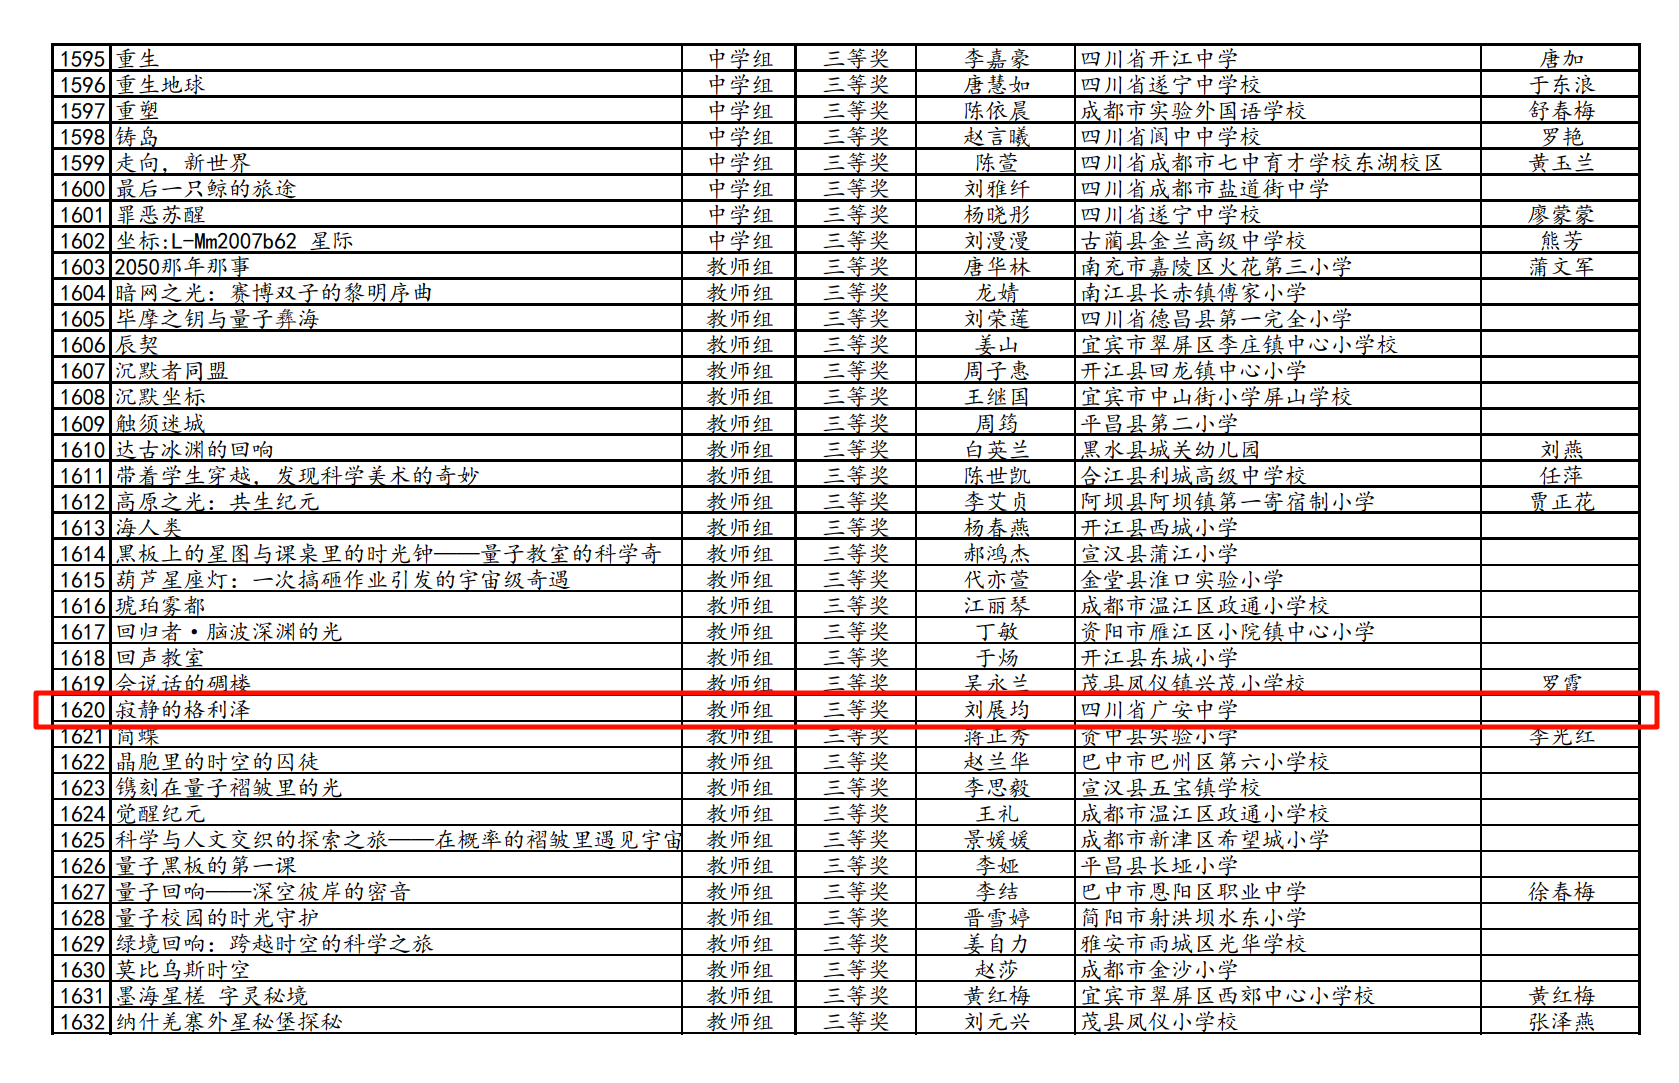 1595 重生 中学组 三等奖 李嘉豪 四川省开江中学 唐加
1596 重生地球 中学组 三等奖 唐慧如 四川省遂宁中学校 于东浪
1597 重塑 中学组 三等奖 陈依晨 成都市实验外国语学校 舒春梅
1598 铸岛 中学组 三等奖 赵言曦 四川省阆中中学校 罗艳
1599 走向，新世界 中学组 三等奖 陈萱 四川省成都市七中育才学校东湖校区 黄玉兰
1600 最后一只鲸的旅途 中学组 三等奖 刘雅纤 四川省成都市盐道街中学
1601 罪恶苏醒 中学组 三等奖 杨晓彤 四川省遂宁中学校 廖蒙蒙
1602 坐标:L-Mm2007b62 星际 中学组 三等奖 刘漫漫 古蔺县金兰高级中学校 熊芳
1603 2050那年那事 教师组 三等奖 唐华林 南充市嘉陵区火花第三小学 蒲文军
1604 暗网之光：赛博双子的黎明序曲 教师组 三等奖 龙婧 南江县长赤镇傅家小学
1605 毕摩之钥与量子彝海 教师组 三等奖 刘荣莲 四川省德昌县第一完全小学
1606 辰契 教师组 三等奖 姜山 宜宾市翠屏区李庄镇中心小学校
1607 沉默者同盟 教师组 三等奖 周子惠 开江县回龙镇中心小学
1608 沉默坐标 教师组 三等奖 王继国 宜宾市中山街小学屏山学校
1609 触须迷城 教师组 三等奖 周筠 平昌县第二小学
1610 达古冰渊的回响 教师组 三等奖 白英兰 黑水县城关幼儿园 刘燕
1611 带着学生穿越，发现科学美术的奇妙 教师组 三等奖 陈世凯 合江县利城高级中学校 任萍
1612 高原之光：共生纪元 教师组 三等奖 李艾贞 阿坝县阿坝镇第一寄宿制小学 贾正花
1613 海人类 教师组 三等奖 杨春燕 开江县西城小学
1614 黑板上的星图与课桌里的时光钟——量子教室的科学奇 教师组 三等奖 郝鸿杰 宣汉县蒲江小学
1615 葫芦星座灯：一次搞砸作业引发的宇宙级奇遇 教师组 三等奖 代亦萱 金堂县淮口实验小学
1616 琥珀雾都 教师组 三等奖 江丽琴 成都市温江区政通小学校
1617 回归者·脑波深渊的光 教师组 三等奖 丁敏 资阳市雁江区小院镇中心小学
1618 回声教室 教师组 三等奖 于炀 开江县东城小学
1619 会说话的碉楼 教师组 三等奖 吴永兰 茂县凤仪镇兴茂小学校 罗霞
1620 寂静的格利泽 教师组 三等奖 刘展均 四川省广安中学
1621 简蝶 教师组 三等奖 蒋正秀 资中县实验小学 李光红
1622 晶胞里的时空的囚徒 教师组 三等奖 赵兰华 巴中市巴州区第六小学校
1623 镌刻在量子褶皱里的光 教师组 三等奖 李思毅 宣汉县五宝镇学校
1624 觉醒纪元 教师组 三等奖 王礼 成都市温江区政通小学校
1625 科学与人文交织的探索之旅——在概率的褶皱里遇见宇宙 教师组 三等奖 景媛媛 成都市新津区希望城小学
1626 量子黑板的第一课 教师组 三等奖 李娅 平昌县长垭小学
1627 量子回响——深空彼岸的密音 教师组 三等奖 李结 巴中市恩阳区职业中学 徐春梅
1628 量子校园的时光守护 教师组 三等奖 晋雪婷 简阳市射洪坝水东小学
1629 绿境回响：跨越时空的科学之旅 教师组 三等奖 姜自力 雅安市雨城区光华学校
1630 莫比乌斯时空 教师组 三等奖 赵莎 成都市金沙小学
1631 墨海星槎 字灵秘境 教师组 三等奖 黄红梅 宜宾市翠屏区西郊中心小学校 黄红梅
1632 纳什羌寨外星秘堡探秘 教师组 三等奖 刘元兴 茂县凤仪小学校 张泽燕